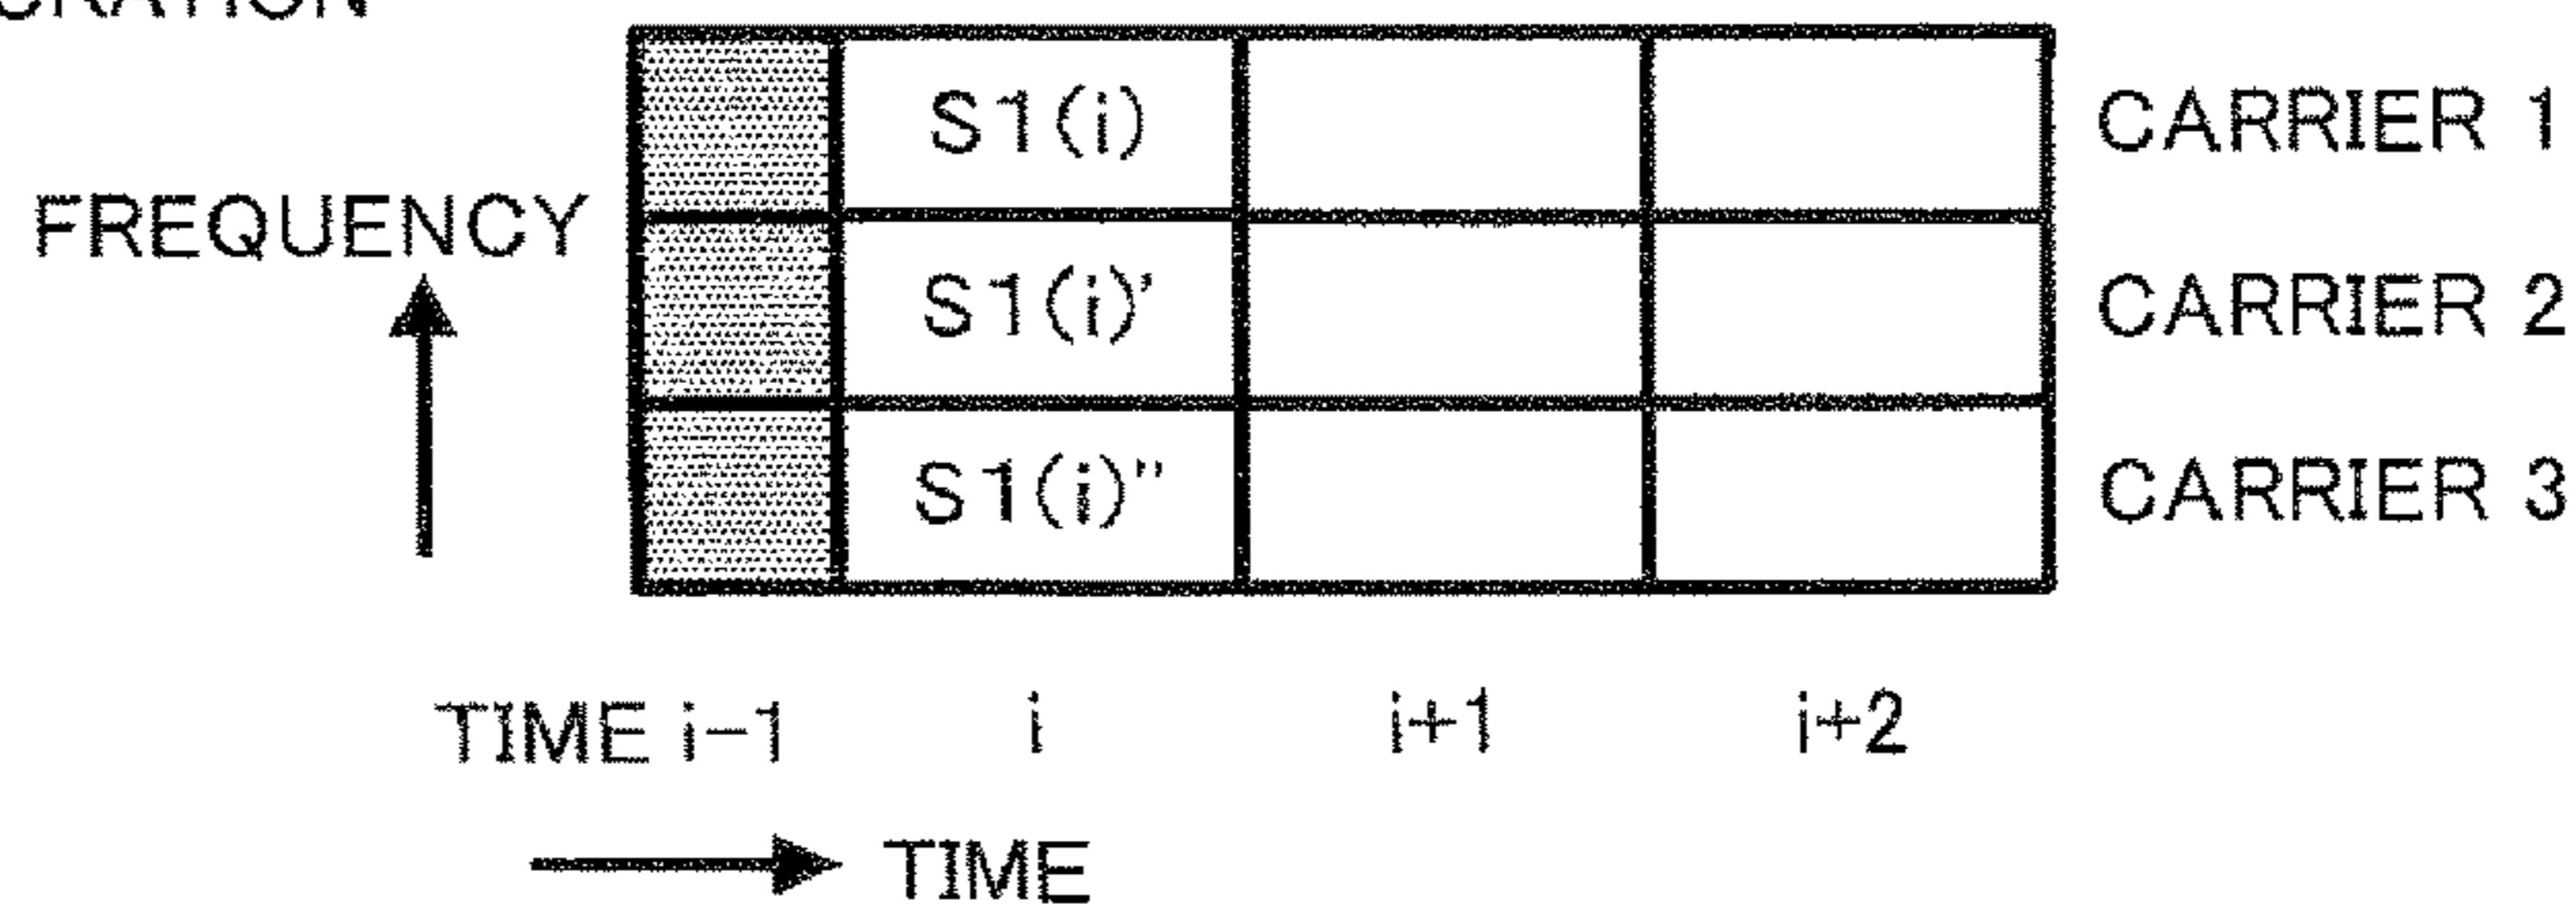 S1(i) CARRIER 1
FREQUENCY
S1(i)' CARRIER 2
S1(i)" CARRIER 3
TIME i-1 i i+1 i+2
TIME